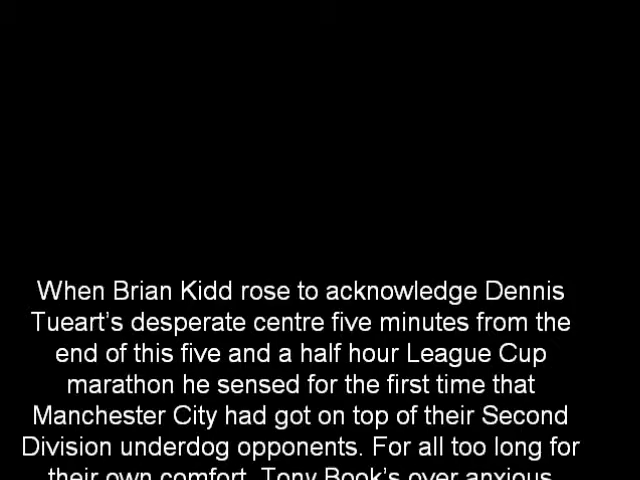 When Brian Kidd rose to acknowledge Dennis
Tueart's desperate centre five minutes from the
end of this five and a half hour League Cup
marathon he sensed for the first time that
Manchester City had got on top of their Second
Division underdog opponents. For all too long for
their own comfort, Tony Book's over anxious